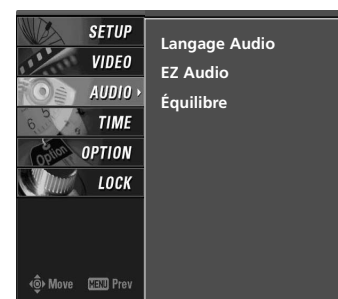 SETUP
VIDEO
AUDIO
TIME
OPTION
LOCK
Langage Audio
EZ Audio
Équilibre
Move MENU Prev